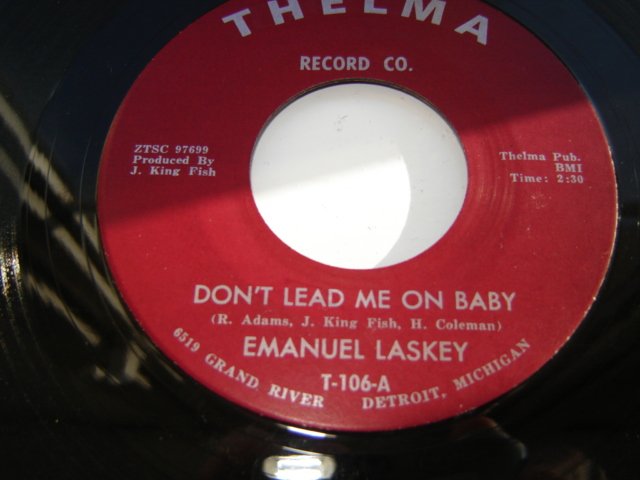 THELMA
RECORD CO.
ZTSC 97699
Produced By
J. King Fish
Thelma Pub.
BMI
Time: 2:30
DON'T LEAD ME ON BABY
(R. Adams, J. King Fish, H. Coleman)
EMANUEL LASKEY
T-106-A
6519 GRAND RIVER DETROIT, MICHIGAN